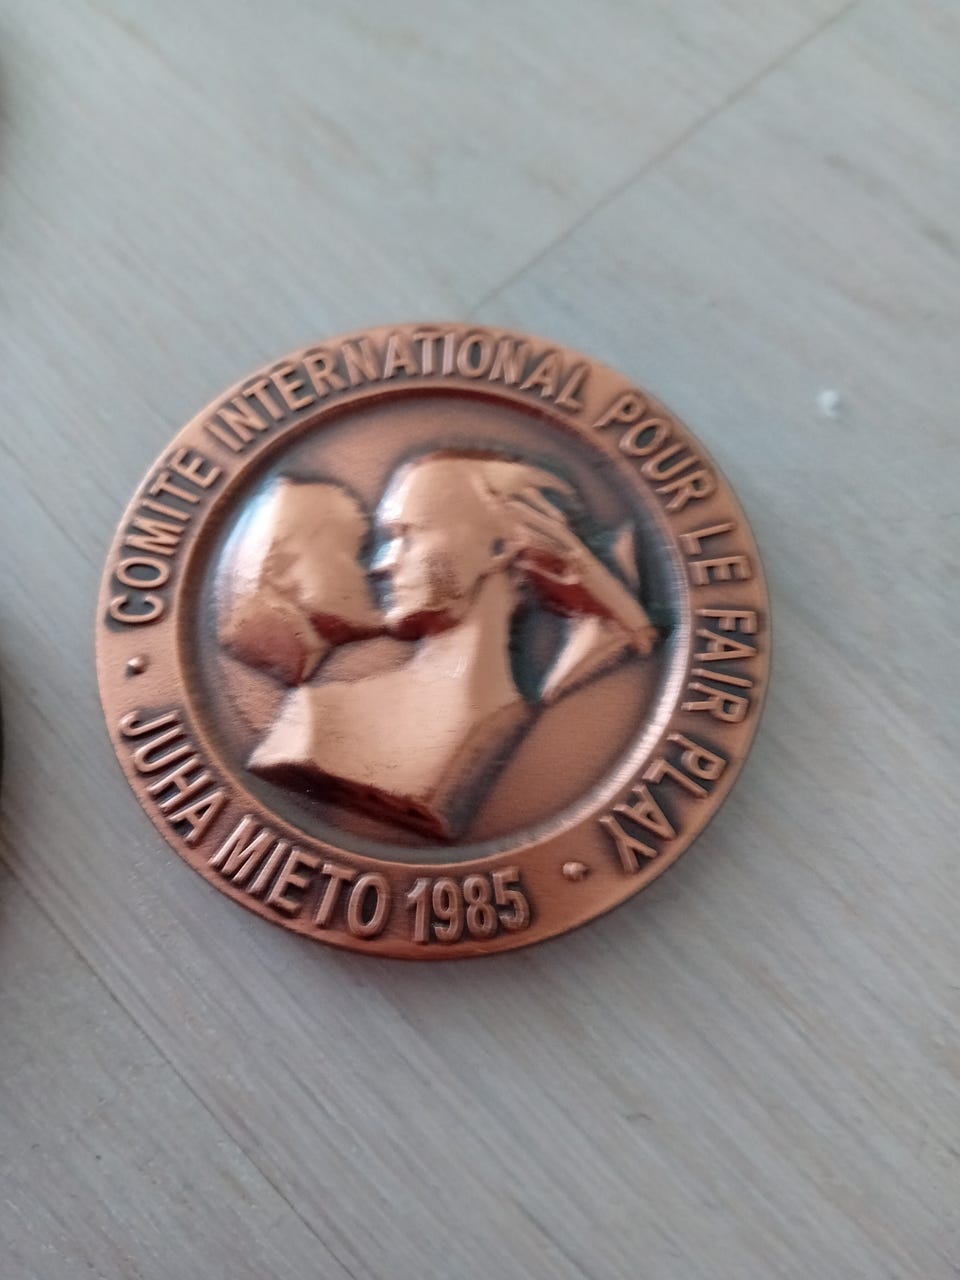 COMITE INTERNATIONAL POUR LE FAIR PLAY
JUHA MIETO 1985